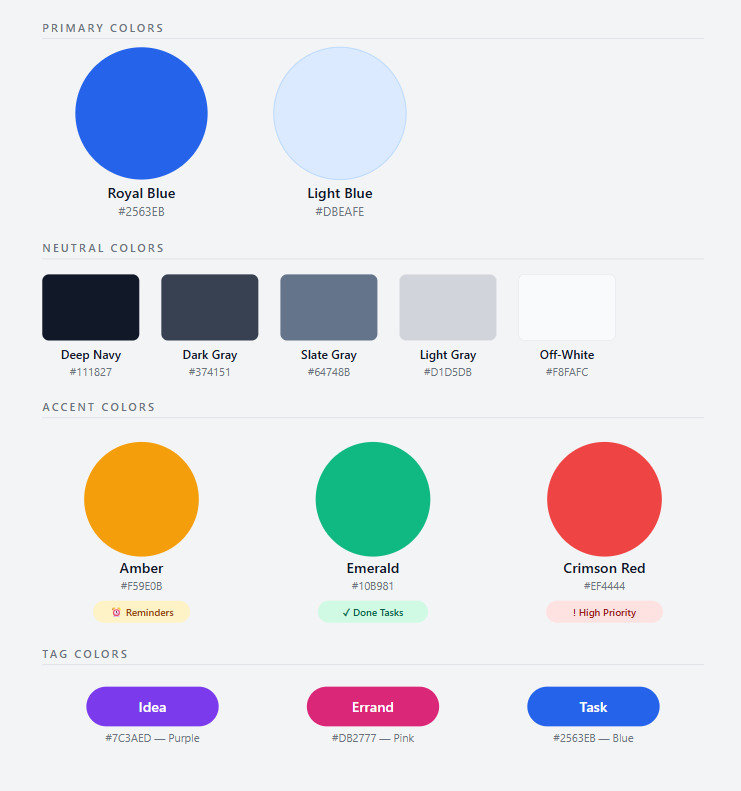 PRIMARY COLORS
Royal Blue
#2563EB
Light Blue
#DBEAFE
NEUTRAL COLORS
Deep Navy
#111827
Dark Gray
#374151
Slate Gray
#64748B
Light Gray
#D1D5DB
Off-White
#F8FAFC
ACCENT COLORS
Amber
#F59E0B
⏰ Reminders
Emerald
#10B981
✓ Done Tasks
Crimson Red
#EF4444
! High Priority
TAG COLORS
Idea
#7C3AED — Purple
Errand
#DB2777 — Pink
Task
#2563EB — Blue